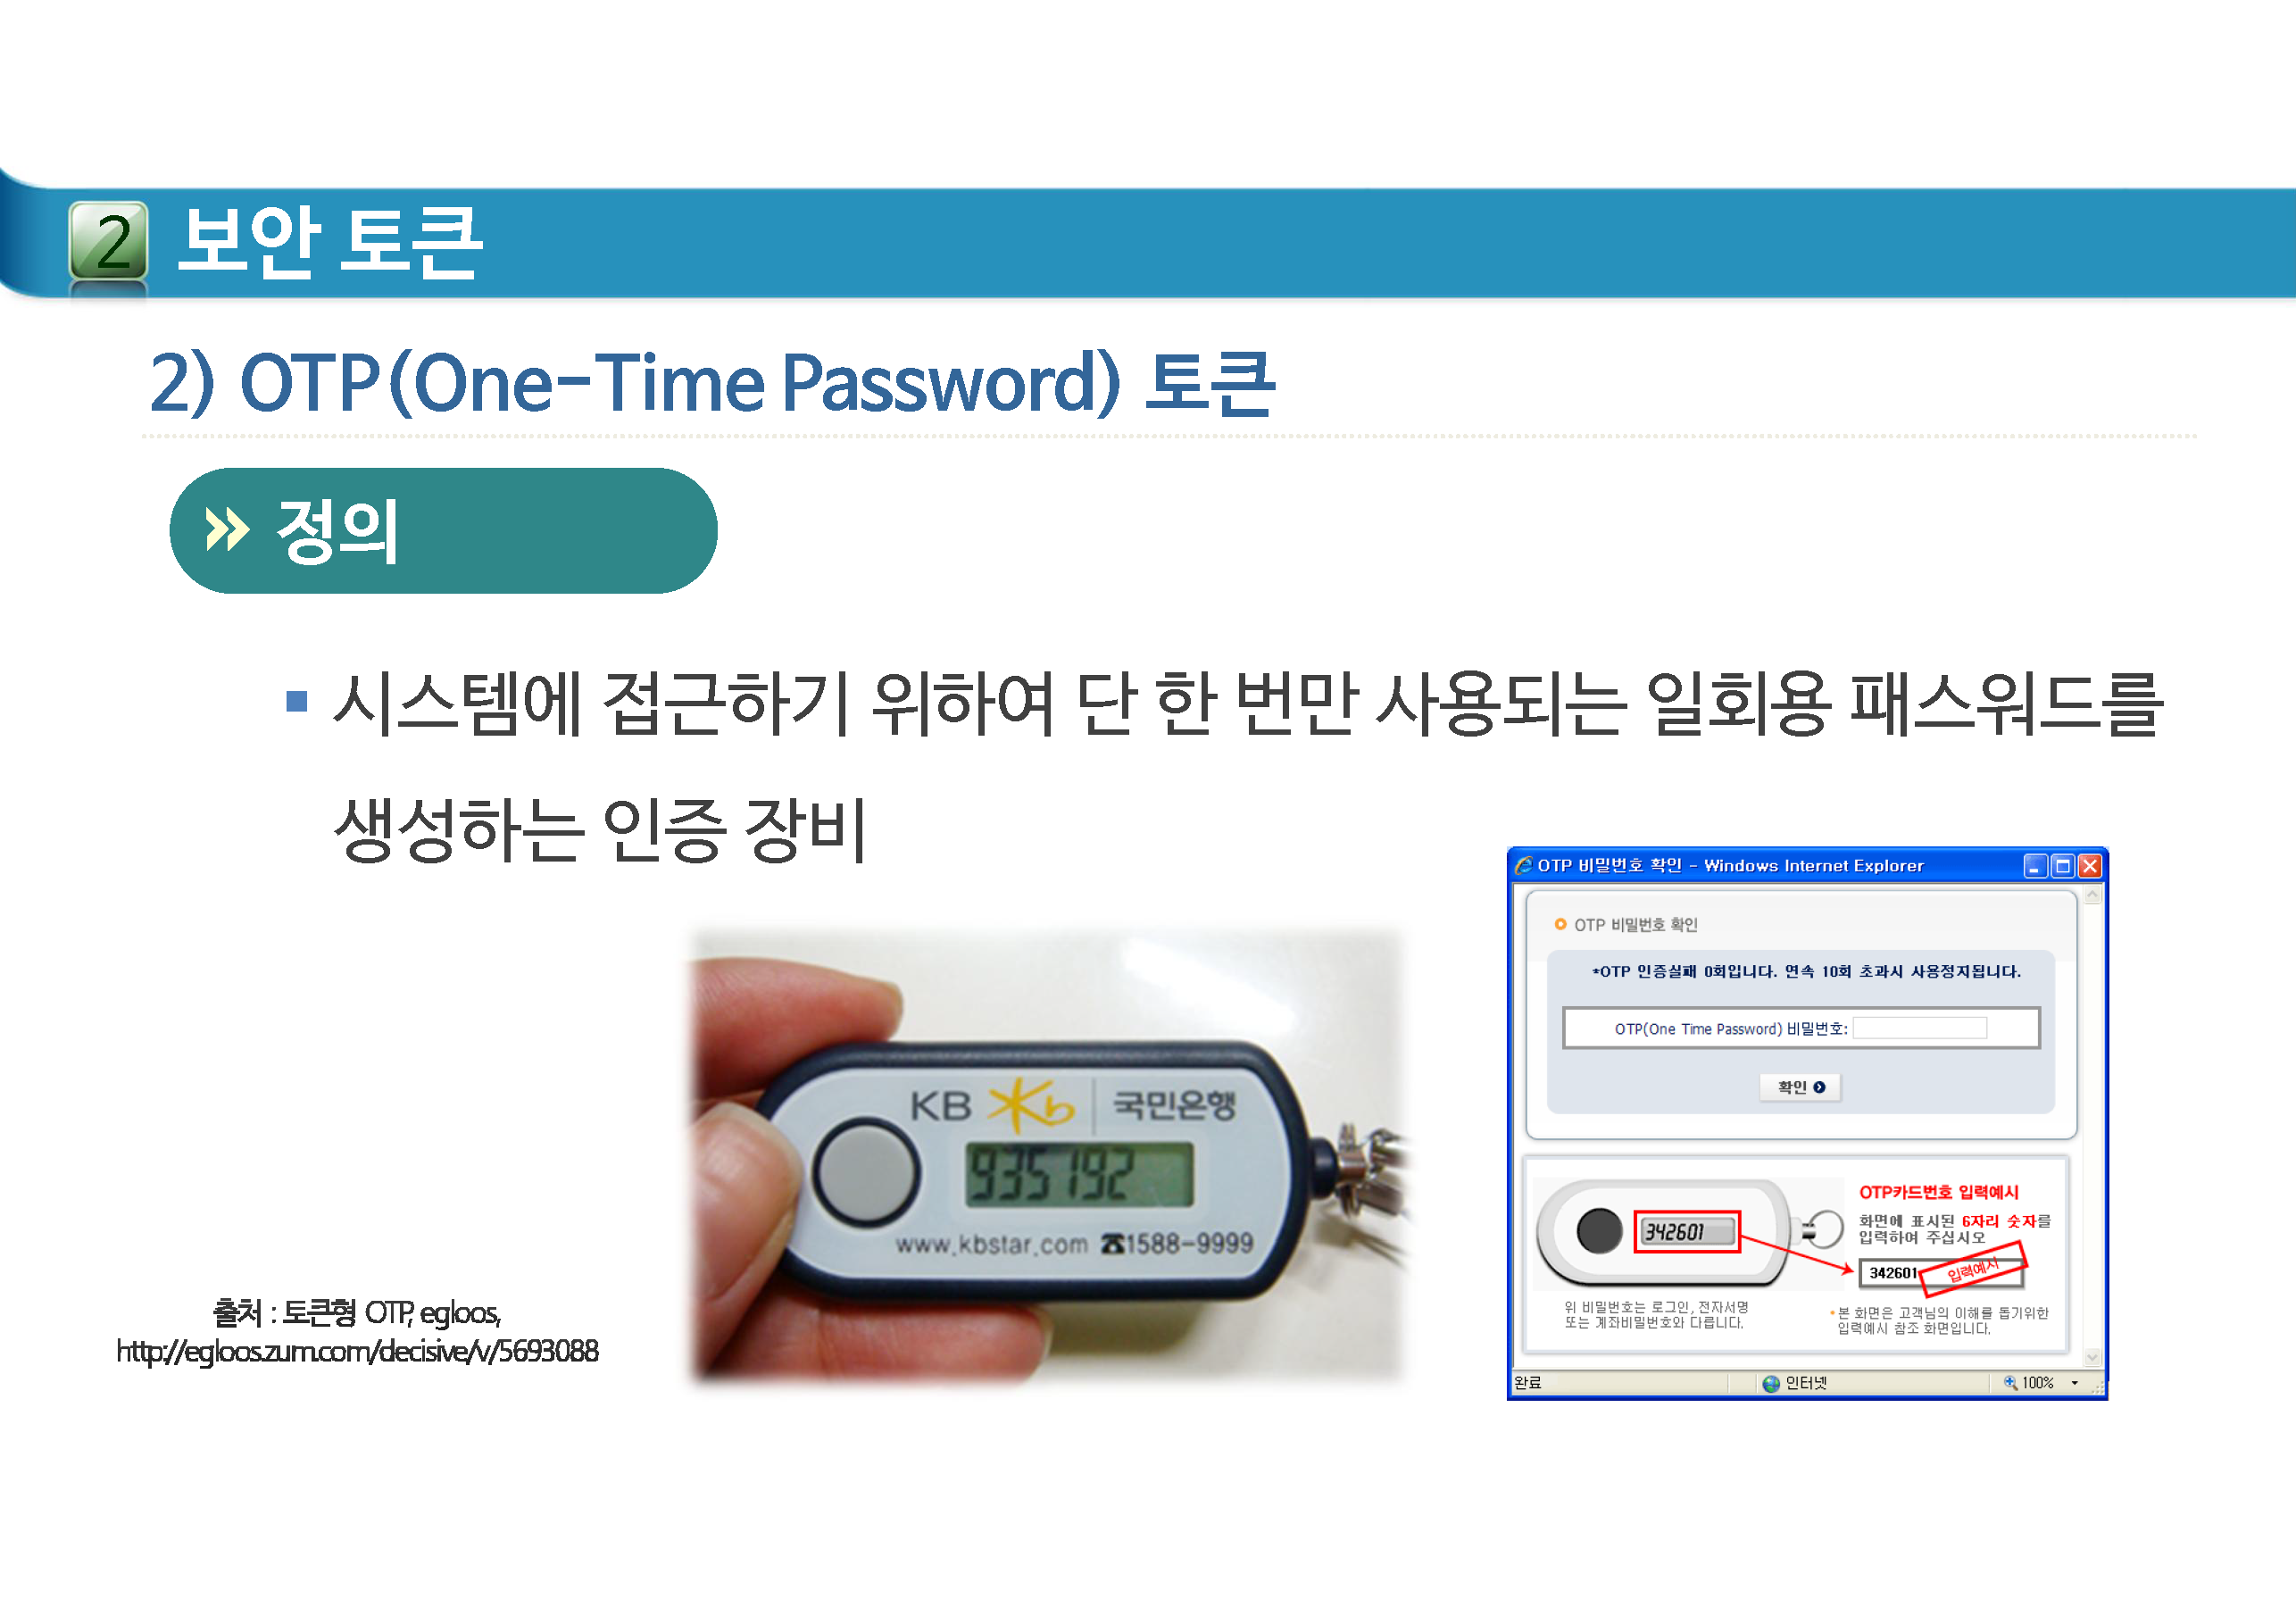 2 보안 토큰
2) OTP(One-Time Password) 토큰
정의
시스템에 접근하기 위하여 단 한 번만 사용되는 일회용 패스워드를
생성하는 인증 장비
KB Kb 국민은행
935192
www.kbstar.com ☎1588-9999
출처 : 토큰형 OTP, egloos,
http://egloos.zum.com/decisive/v/5693088
OTP 비밀번호 확인 - Windows Internet Explorer
OTP 비밀번호 확인
*OTP 인증실패 0회입니다. 연속 10회 초과시 사용정지됩니다.
OTP(One Time Password) 비밀번호:
확인
342601
OTP카드번호 입력예시
화면에 표시된 6자리 숫자를
입력하여 주십시오
342601 입력예시
위 비밀번호는 로그인, 전자서명
또는 계좌비밀번호와 다릅니다.
*본 화면은 고객님의 이해를 돕기위한
입력예시 참조 화면입니다.
완료 인터넷 100%